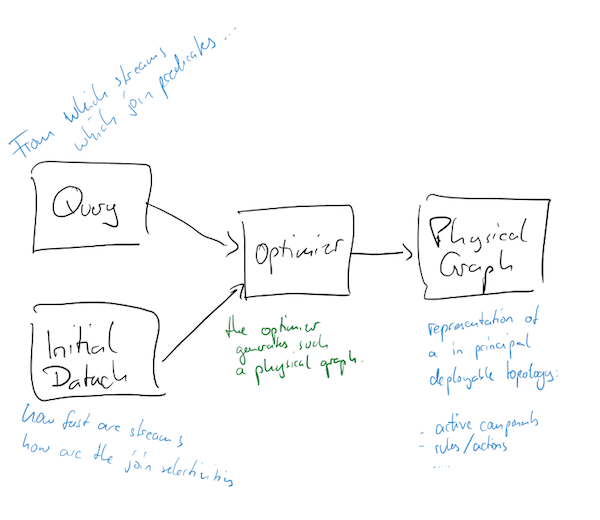 From which streams
which join predicates...
Query
Optimizer
Physical
Graph
the optimizer
generates such
a physical graph.
Initial
Datach
how fast are streams
how are the join selectivities
representation of
a in principal
deployable topologies:
- active components
- rules/actions
....